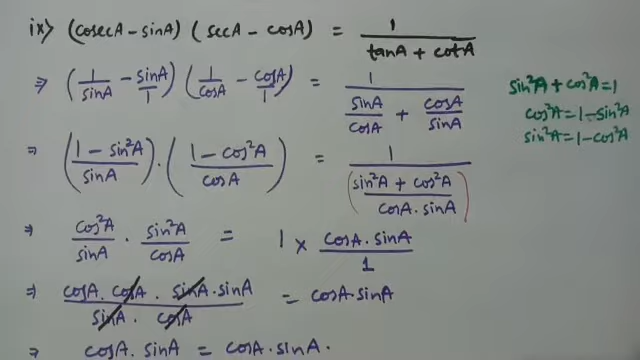 ix> (cosecA - sinA) (secA - cosA) = 1/(tanA + cotA)
⇒ (1/sinA - sinA/1) (1/cosA - cosA/1) = 1/(sinA/cosA + cosA/sinA)
sin²A + cos²A = 1
cos²A = 1 - sin²A
sin²A = 1 - cos²A
⇒ ((1 - sin²A)/sinA) · ((1 - cos²A)/cosA) = 1/((sin²A + cos²A)/(cosA · sinA))
⇒ cos²A/sinA · sin²A/cosA = 1 × (cosA · sinA)/1
⇒ (cosA · cosA · sinA · sinA)/(sinA · cosA) = cosA · sinA
⇒ cosA · sinA = cosA · sinA ·